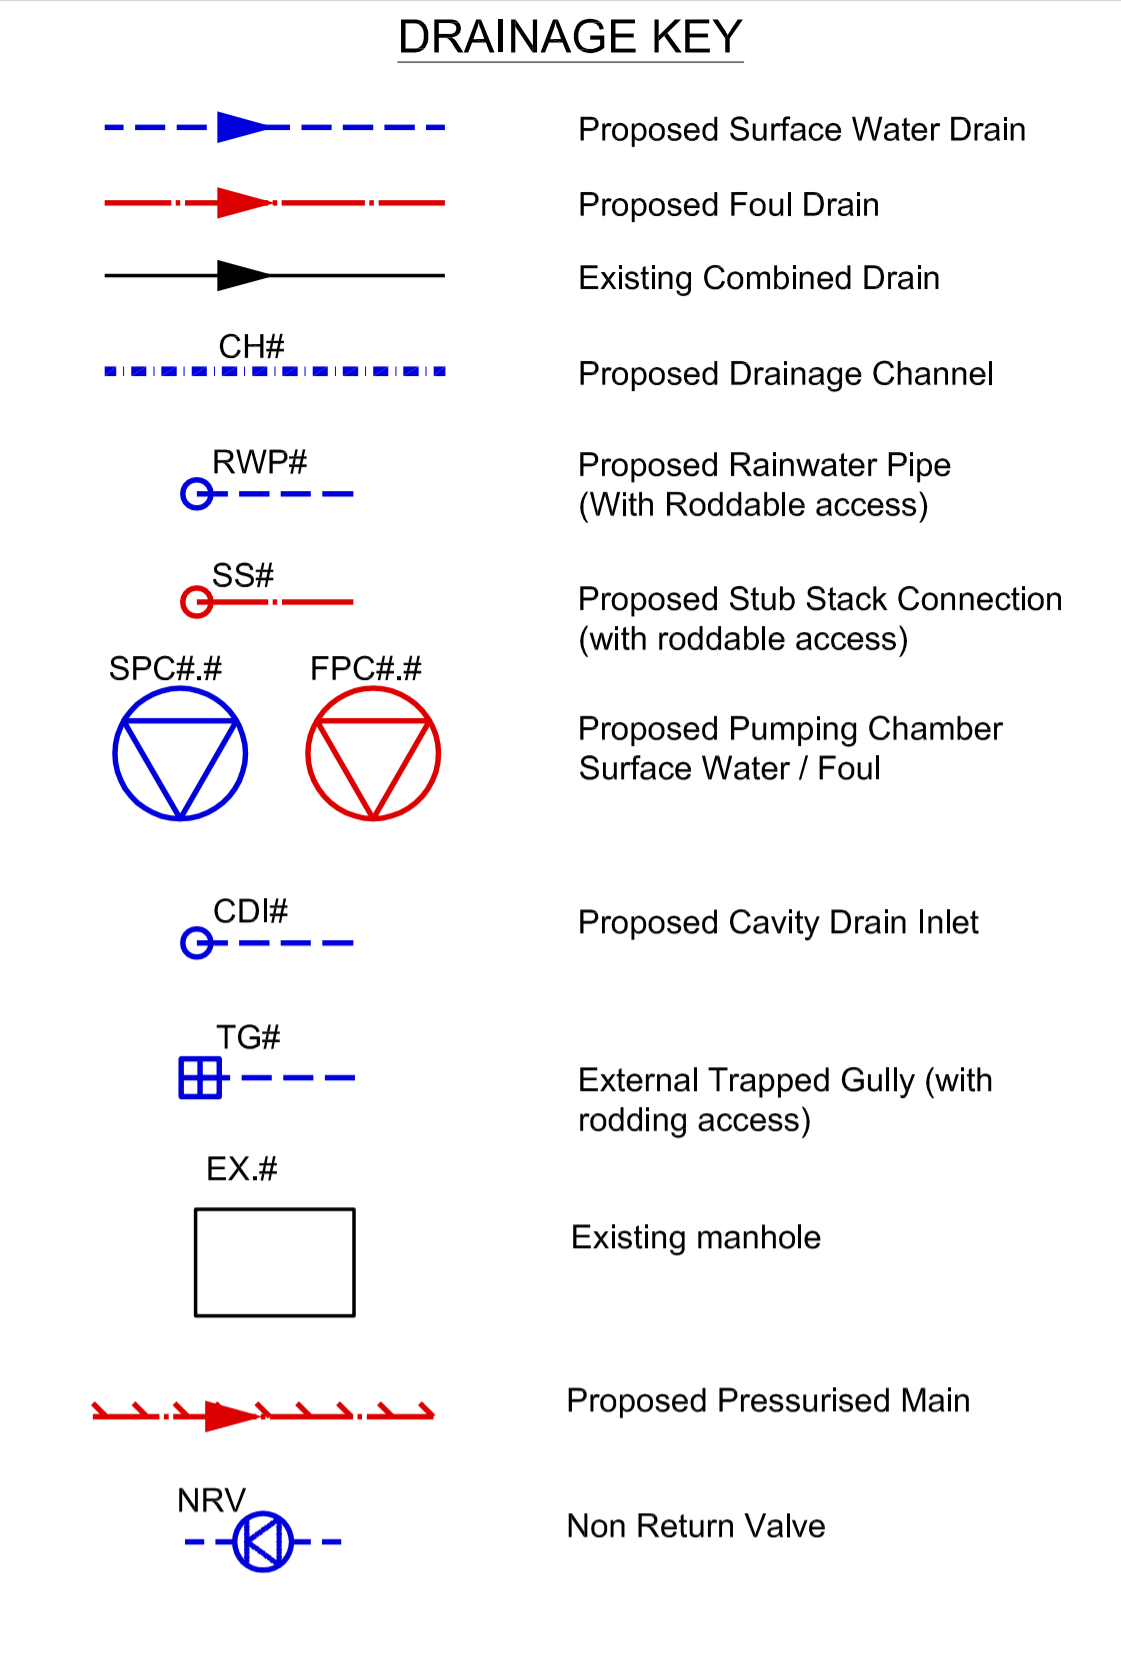 DRAINAGE KEY
Proposed Surface Water Drain
Proposed Foul Drain
Existing Combined Drain
CH#
Proposed Drainage Channel
RWP#
Proposed Rainwater Pipe
(With Roddable access)
SS#
Proposed Stub Stack Connection
(with roddable access)
SPC#.# FPC#.#
Proposed Pumping Chamber
Surface Water / Foul
CDI#
Proposed Cavity Drain Inlet
TG#
External Trapped Gully (with
rodding access)
EX.#
Existing manhole
Proposed Pressurised Main
NRV
Non Return Valve